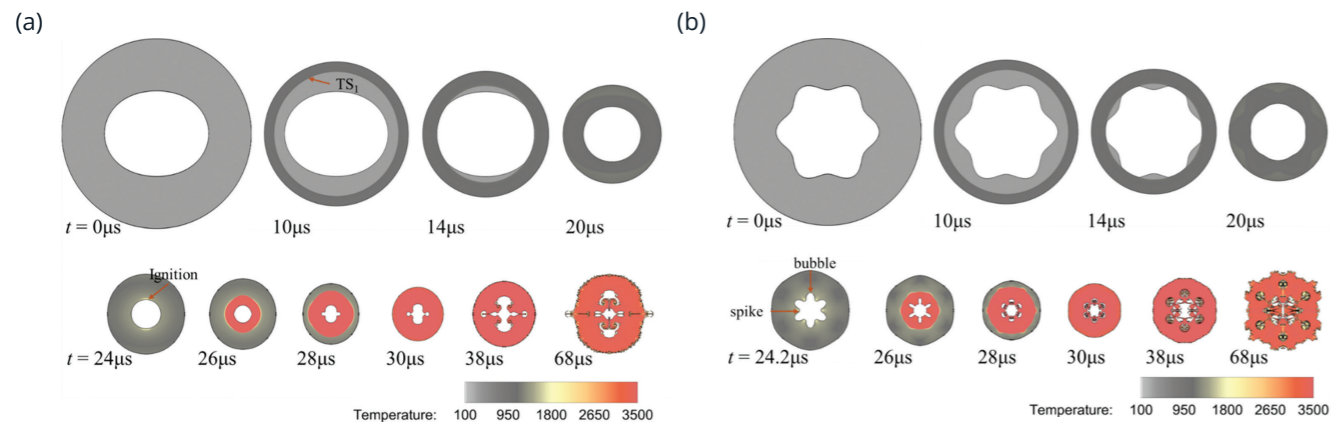 (a)
TS1
t = 0μs 10μs 14μs 20μs
Ignition
t = 24μs 26μs 28μs 30μs 38μs 68μs
Temperature: 100 950 1800 2650 3500
(b)
t = 0μs 10μs 14μs 20μs
bubble
spike
t = 24.2μs 26μs 28μs 30μs 38μs 68μs
Temperature: 100 950 1800 2650 3500